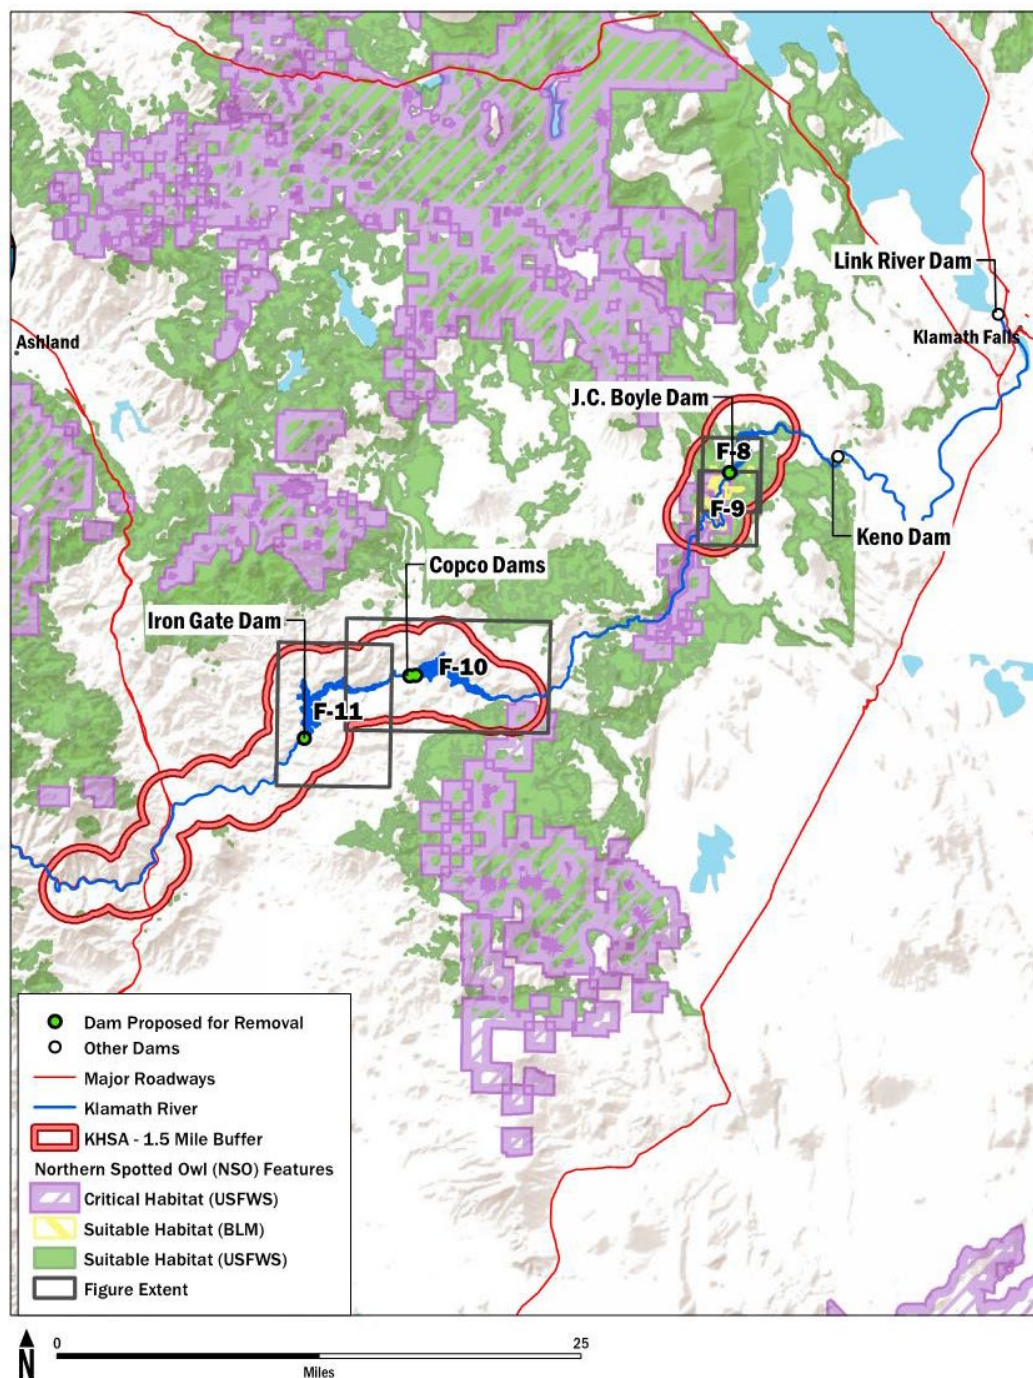 Link River Dam
Ashland
Klamath Falls
J.C. Boyle Dam
F-8
F-9
Keno Dam
Copco Dams
Iron Gate Dam
F-10
F-11
Dam Proposed for Removal
Other Dams
Major Roadways
Klamath River
KHSA - 1.5 Mile Buffer
Northern Spotted Owl (NSO) Features
Critical Habitat (USFWS)
Suitable Habitat (BLM)
Suitable Habitat (USFWS)
Figure Extent
N
0
25
Miles